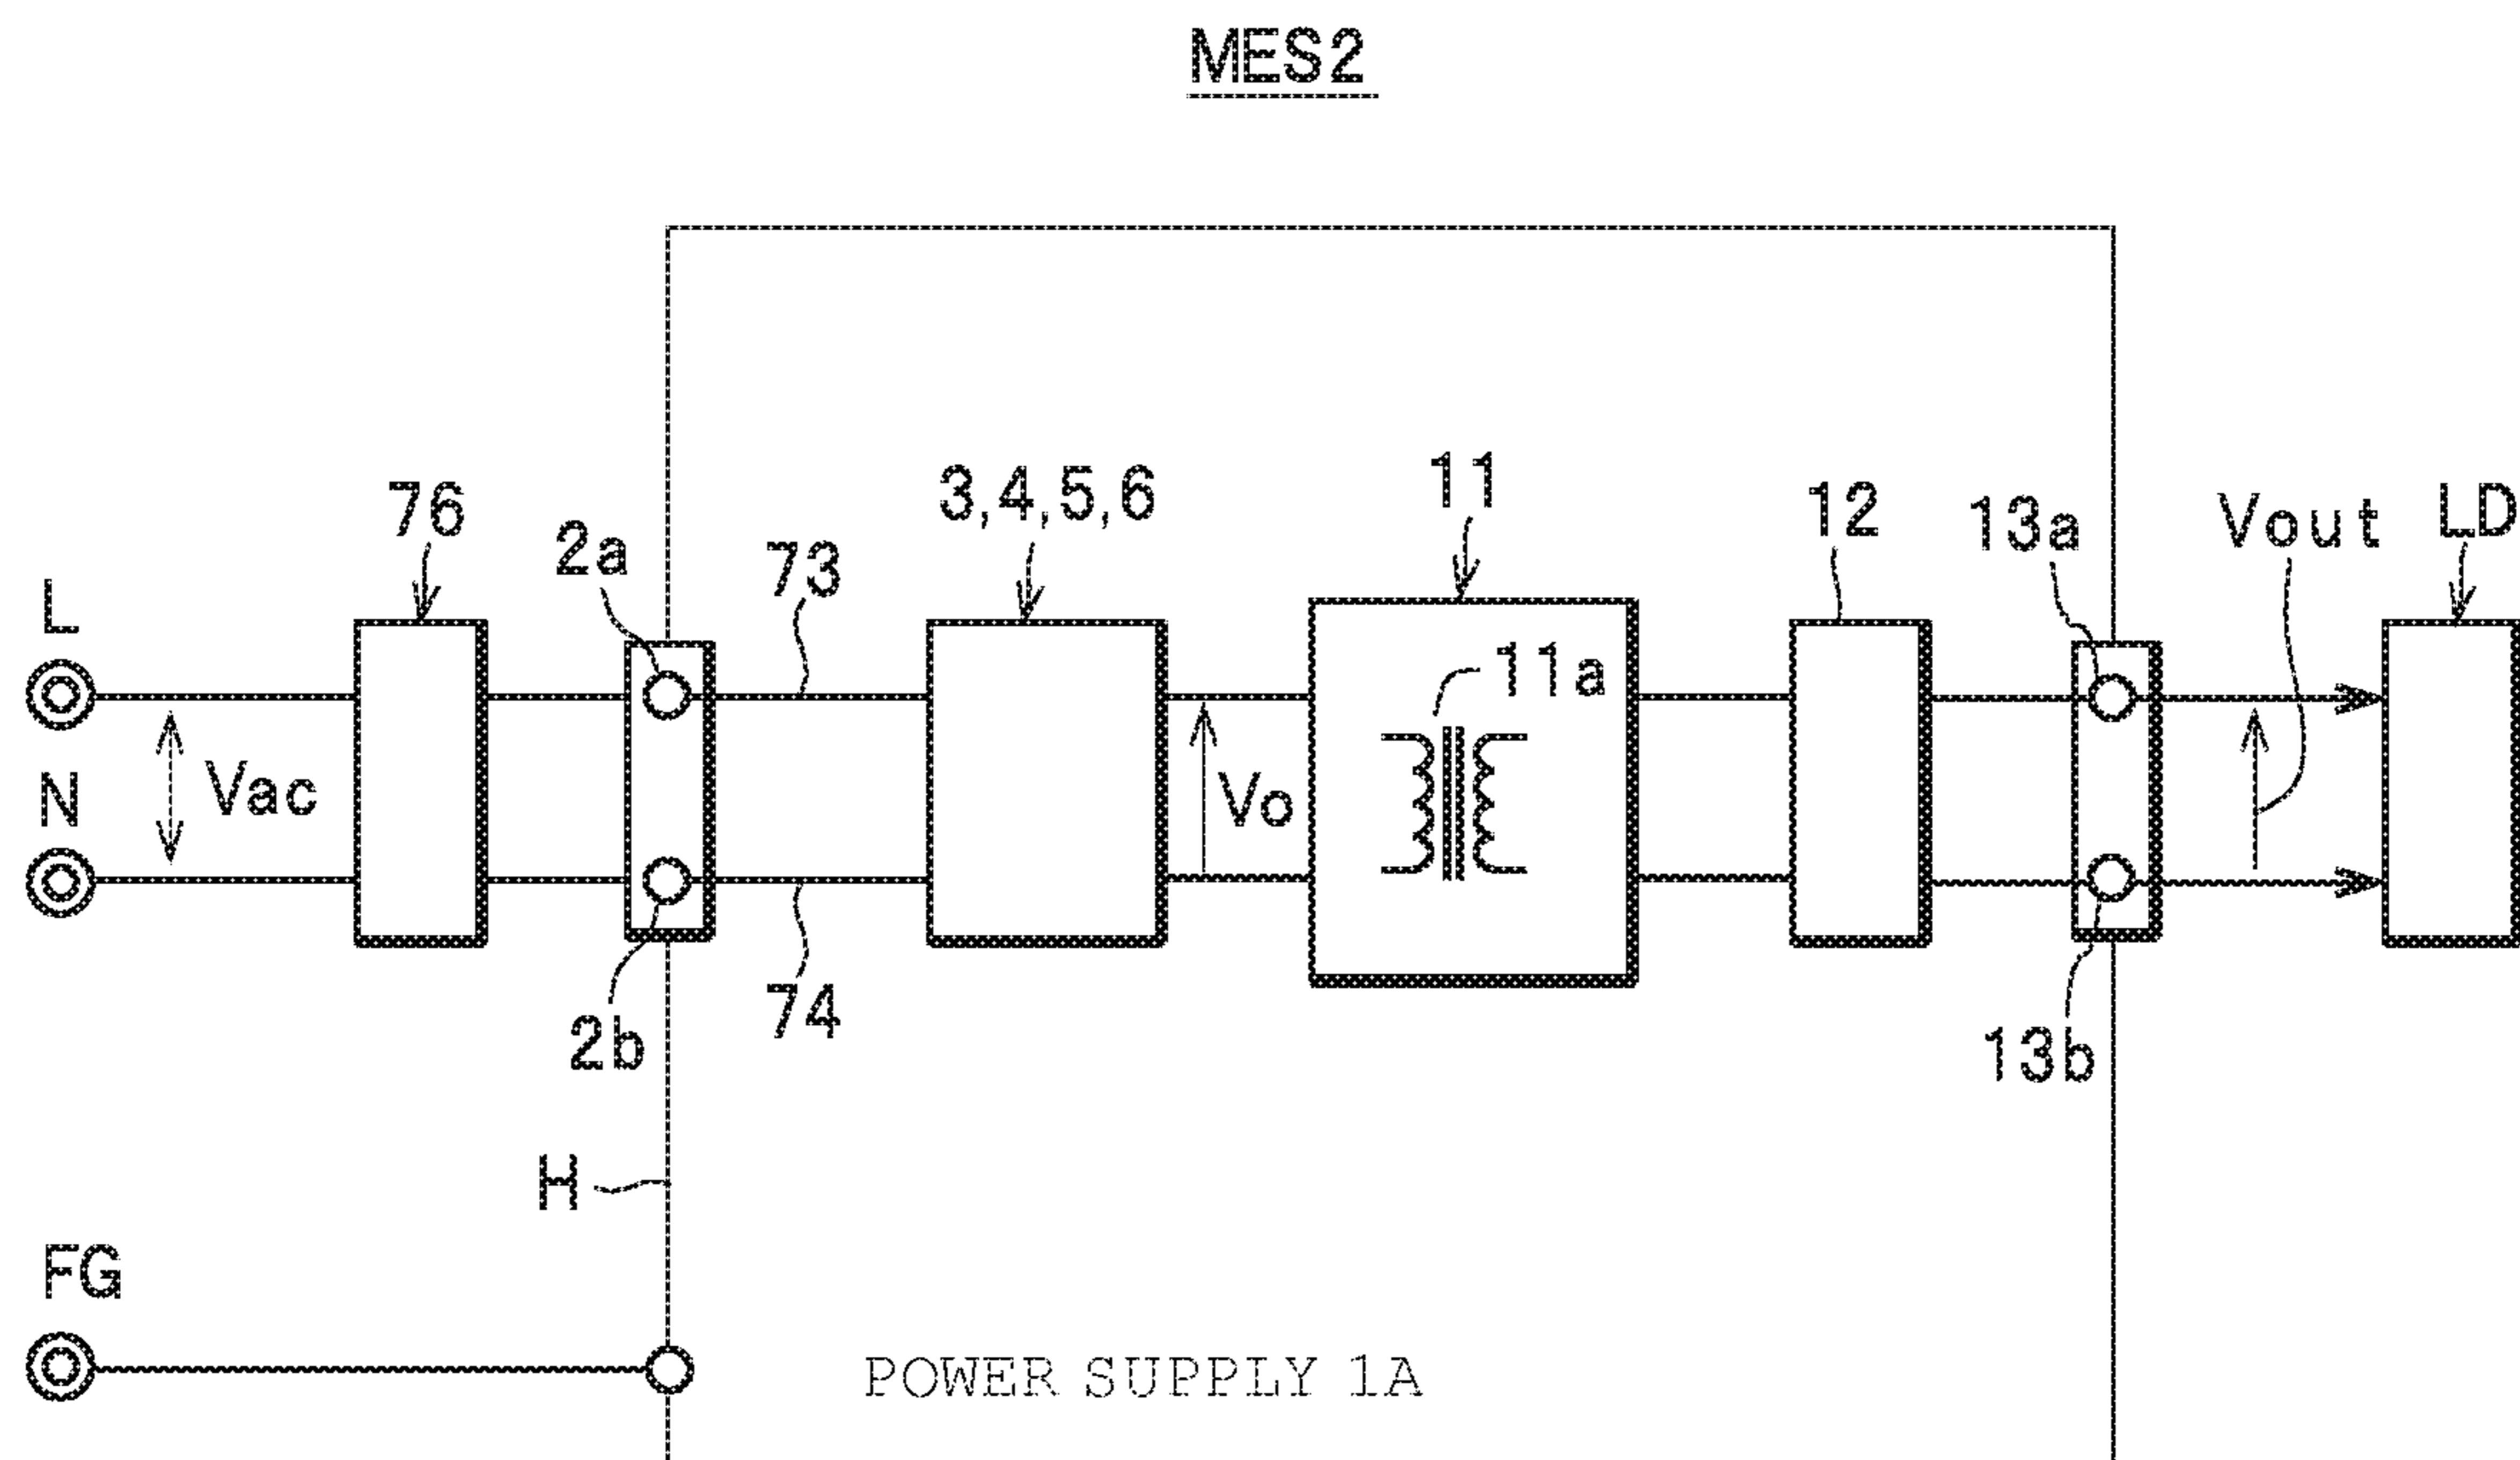 MES2
76
2a
73
3,4,5,6
11
12
13a
Vout
LD
L
11a
N
Vac
Vo
2b
74
13b
H
FG
POWER SUPPLY 1A